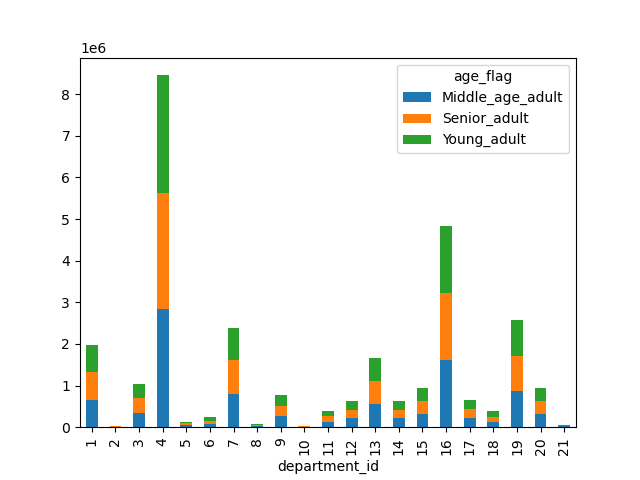 1e6
age_flag
Middle_age_adult
Senior_adult
Young_adult
8
7
6
5
4
3
2
1
0
1 2 3 4 5 6 7 8 9 10 11 12 13 14 15 16 17 18 19 20 21
department_id